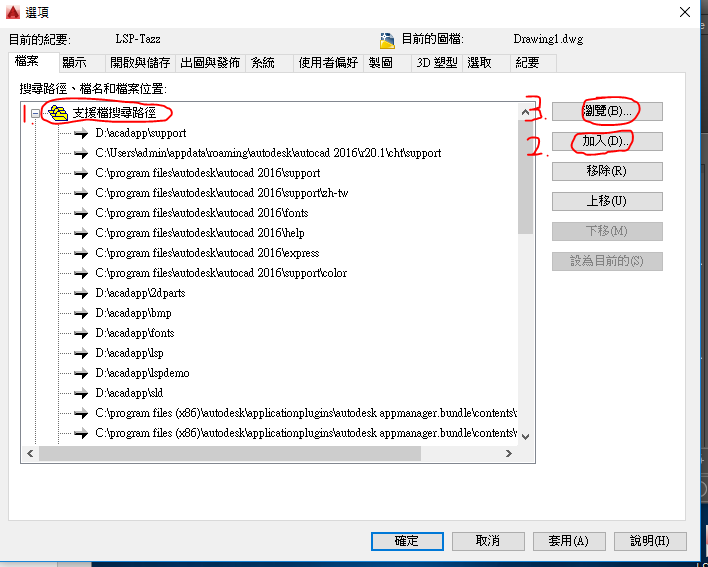 選項
目前的紀要: LSP-Tazz 目前的圖檔: Drawing1.dwg
檔案 顯示 開啟與儲存 出圖與發佈 系統 使用者偏好 製圖 3D 塑型 選取 紀要
搜尋路徑、檔名和檔案位置:
1. 支援檔搜尋路徑
D:\acadapp\support
C:\Users\admin\appdata\roaming\autodesk\autocad 2016\r20.1\cht\support
C:\program files\autodesk\autocad 2016\support
C:\program files\autodesk\autocad 2016\support\zh-tw
C:\program files\autodesk\autocad 2016\fonts
C:\program files\autodesk\autocad 2016\help
C:\program files\autodesk\autocad 2016\express
C:\program files\autodesk\autocad 2016\support\color
D:\acadapp\2dparts
D:\acadapp\bmp
D:\acadapp\fonts
D:\acadapp\lsp
D:\acadapp\lspdemo
D:\acadapp\sld
C:\program files (x86)\autodesk\applicationplugins\autodesk appmanager.bundle\contents\
C:\program files (x86)\autodesk\applicationplugins\autodesk appmanager.bundle\contents\
3. 瀏覽(B)...
2. 加入(D)...
移除(R)
上移(U)
下移(M)
設為目前的(S)
確定 取消 套用(A) 說明(H)